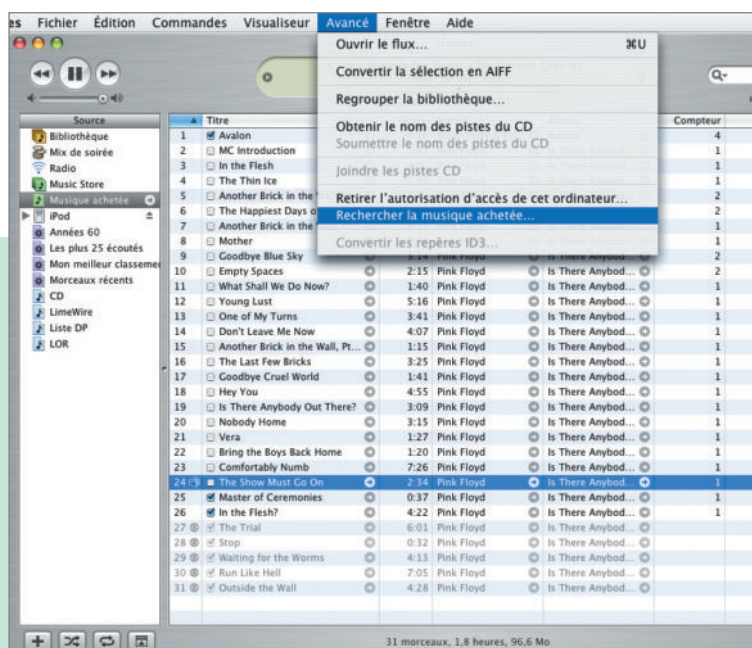 es Fichier Édition Commandes Visualiseur Avancé Fenêtre Aide
Ouvrir le flux... ⌘U
Convertir la sélection en AIFF
Regrouper la bibliothèque...
Obtenir le nom des pistes du CD
Soumettre le nom des pistes du CD
Joindre les pistes CD
Retirer l'autorisation d'accès de cet ordinateur...
Rechercher la musique achetée...
Convertir les repères ID3...
Source
Bibliothèque
Mix de soirée
Radio
Music Store
Musique achetée
iPod
Années 60
Les plus 25 écoutés
Mon meilleur classeme
Morceaux récents
CD
LimeWire
Liste DP
LOR
Titre Compteur
1 Avalon 4
2 MC Introduction 1
3 In the Flesh 1
4 The Thin Ice 1
5 Another Brick in the 2
6 The Happiest Days o 2
7 Another Brick in the 1
8 Mother 1
9 Goodbye Blue Sky 3:14 Pink Floyd Is There Anybod... 2
10 Empty Spaces 2:15 Pink Floyd Is There Anybod... 2
11 What Shall We Do Now? 1:40 Pink Floyd Is There Anybod... 1
12 Young Lust 5:16 Pink Floyd Is There Anybod... 1
13 One of My Turns 3:41 Pink Floyd Is There Anybod... 1
14 Don't Leave Me Now 4:07 Pink Floyd Is There Anybod... 1
15 Another Brick in the Wall, Pt... 1:15 Pink Floyd Is There Anybod... 1
16 The Last Few Bricks 3:25 Pink Floyd Is There Anybod... 1
17 Goodbye Cruel World 1:41 Pink Floyd Is There Anybod... 1
18 Hey You 4:55 Pink Floyd Is There Anybod... 1
19 Is There Anybody Out There? 3:09 Pink Floyd Is There Anybod... 1
20 Nobody Home 3:15 Pink Floyd Is There Anybod... 1
21 Vera 1:27 Pink Floyd Is There Anybod... 1
22 Bring the Boys Back Home 1:20 Pink Floyd Is There Anybod... 1
23 Comfortably Numb 7:26 Pink Floyd Is There Anybod... 1
24 The Show Must Go On 2:34 Pink Floyd Is There Anybod... 1
25 Master of Ceremonies 0:37 Pink Floyd Is There Anybod... 1
26 In the Flesh? 4:22 Pink Floyd Is There Anybod... 1
27 The Trial 6:01 Pink Floyd Is There Anybod...
28 Stop 0:32 Pink Floyd Is There Anybod...
29 Waiting for the Worms 4:13 Pink Floyd Is There Anybod...
30 Run Like Hell 7:05 Pink Floyd Is There Anybod...
31 Outside the Wall 4:28 Pink Floyd Is There Anybod...
31 morceaux, 1,8 heures, 96,6 Mo